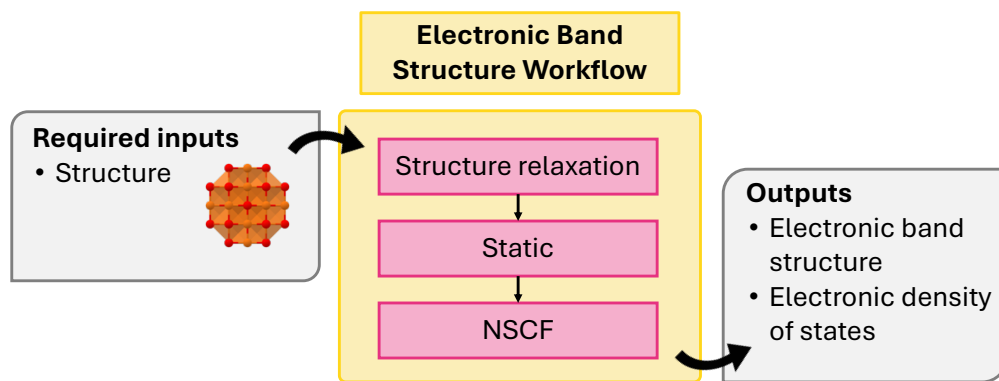 Electronic Band
Structure Workflow
Required inputs
• Structure
Structure relaxation
Static
NSCF
Outputs
• Electronic band
structure
• Electronic density
of states